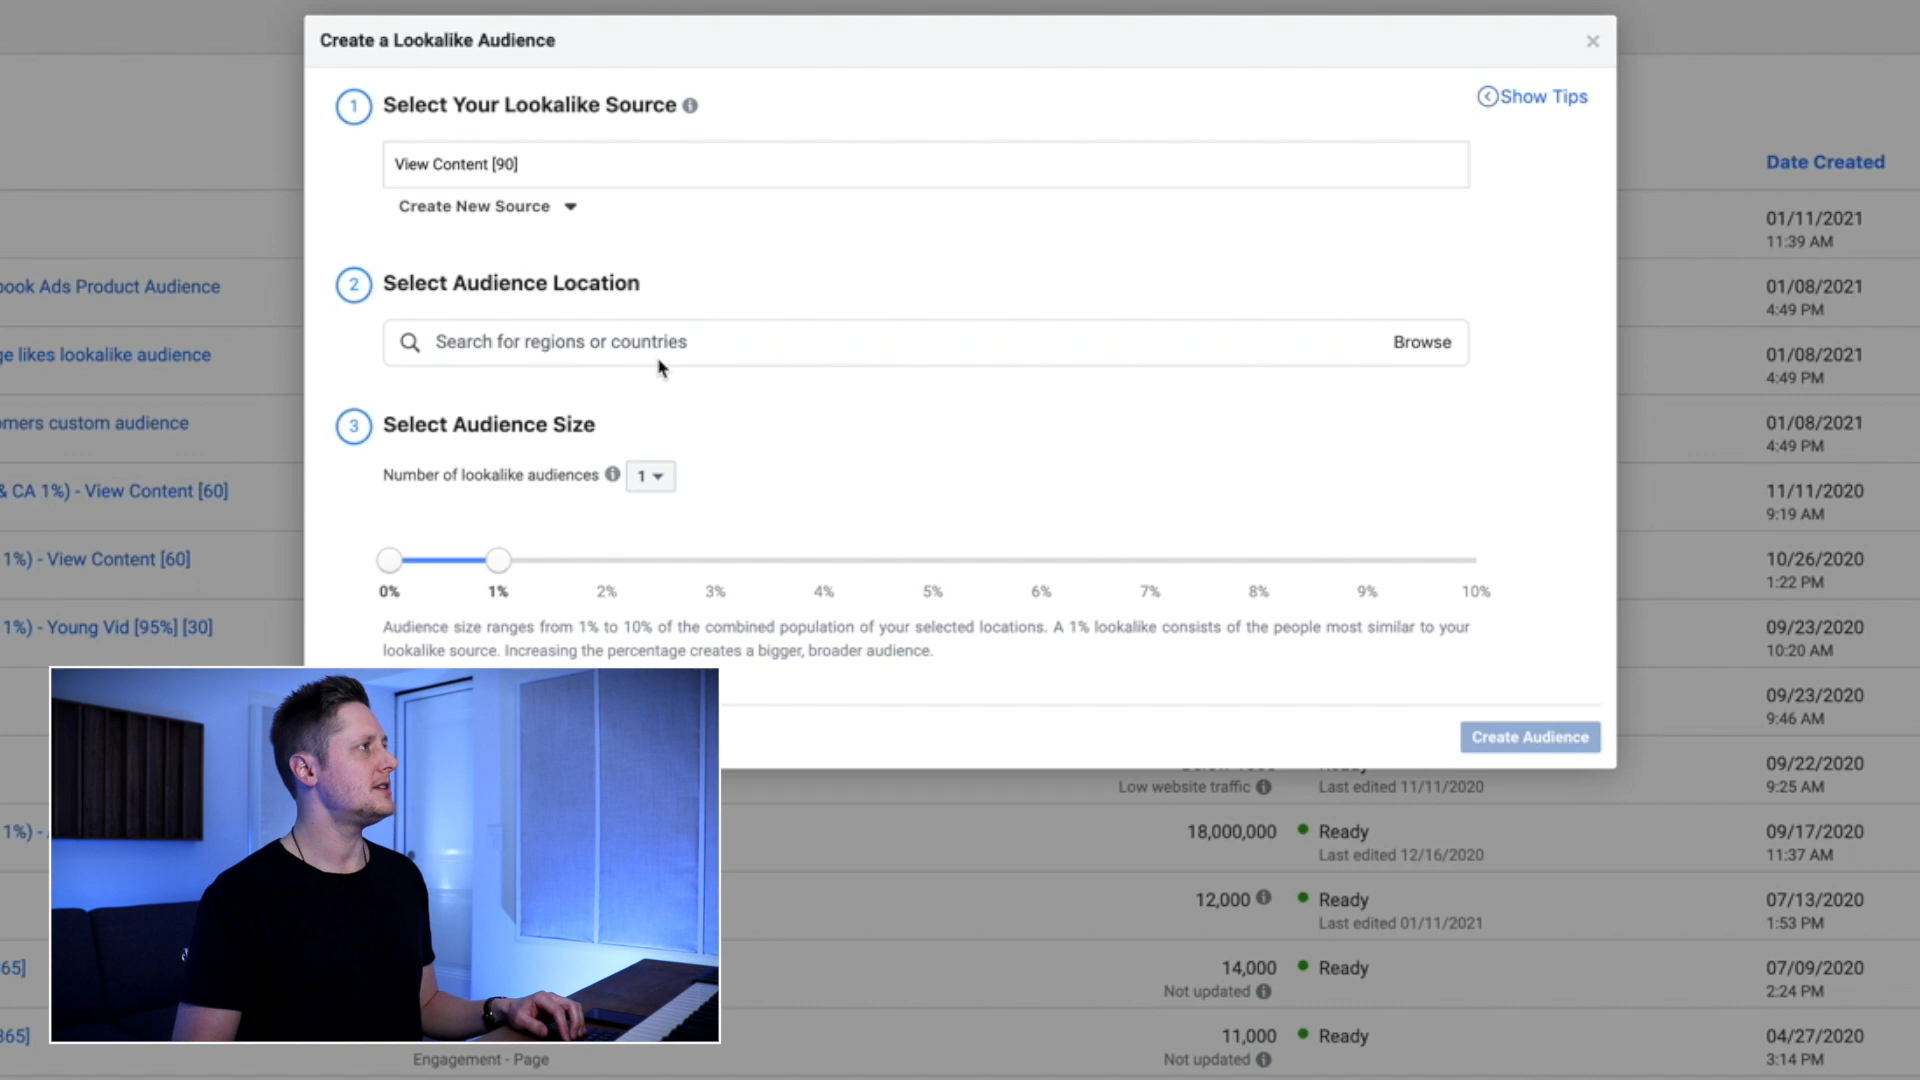 Create a Lookalike Audience
1
Select Your Lookalike Source
Show Tips
View Content [90]
Create New Source
2
Select Audience Location
Search for regions or countries
Browse
3
Select Audience Size
Number of lookalike audiences
1
0% 1% 2% 3% 4% 5% 6% 7% 8% 9% 10%
Audience size ranges from 1% to 10% of the combined population of your selected locations. A 1% lookalike consists of the people most similar to your
lookalike source. Increasing the percentage creates a bigger, broader audience.
Create Audience
Date Created
01/11/2021
11:39 AM
Ads Product Audience
01/08/2021
4:49 PM
likes lookalike audience
01/08/2021
4:49 PM
custom audience
01/08/2021
4:49 PM
& CA 1%) - View Content [60]
11/11/2020
9:19 AM
1%) - View Content [60]
10/26/2020
1:22 PM
1%) - Young Vid [95%] [30]
09/23/2020
10:20 AM
09/23/2020
9:46 AM
09/22/2020
Low website traffic
Last edited 11/11/2020
9:25 AM
1%) -
18,000,000
Ready
09/17/2020
Last edited 12/16/2020
11:37 AM
12,000
Ready
07/13/2020
Last edited 01/11/2021
1:53 PM
65]
14,000
Ready
07/09/2020
Not updated
2:24 PM
365]
11,000
Ready
04/27/2020
Engagement - Page
Not updated
3:14 PM